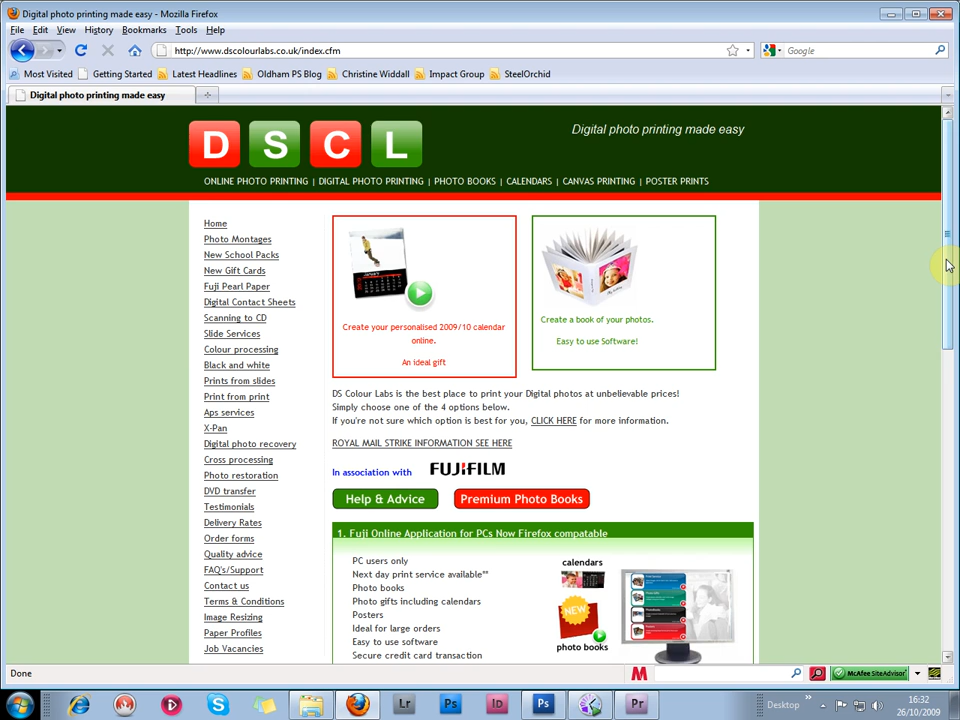 Digital photo printing made easy - Mozilla Firefox
File Edit View History Bookmarks Tools Help
http://www.dscolourlabs.co.uk/index.cfm
Google
Most Visited Getting Started Latest Headlines Oldham PS Blog Christine Widdall Impact Group SteelOrchid
Digital photo printing made easy
D S C L
Digital photo printing made easy
ONLINE PHOTO PRINTING | DIGITAL PHOTO PRINTING | PHOTO BOOKS | CALENDARS | CANVAS PRINTING | POSTER PRINTS
Home
Photo Montages
New School Packs
New Gift Cards
Fuji Pearl Paper
Digital Contact Sheets
Scanning to CD
Slide Services
Colour processing
Black and white
Prints from slides
Print from print
Aps services
X-Pan
Digital photo recovery
Cross processing
Photo restoration
DVD transfer
Testimonials
Delivery Rates
Order forms
Quality advice
FAQ's/Support
Contact us
Terms & Conditions
Image Resizing
Paper Profiles
Job Vacancies
Create your personalised 2009/10 calendar
online.
An ideal gift
Create a book of your photos.
Easy to use Software!
DS Colour Labs is the best place to print your Digital photos at unbelievable prices!
Simply choose one of the 4 options below.
If you're not sure which option is best for you, CLICK HERE for more information.
ROYAL MAIL STRIKE INFORMATION SEE HERE
In association with FUJIFILM
Help & Advice Premium Photo Books
1. Fuji Online Application for PCs Now Firefox compatable
PC users only
Next day print service available**
Photo books
Photo gifts including calendars
Posters
Ideal for large orders
Easy to use software
Secure credit card transaction
calendars
NEW
photo books
Done
McAfee SiteAdvisor
Lr Ps Id Ps Pr
Desktop
16:32
26/10/2009